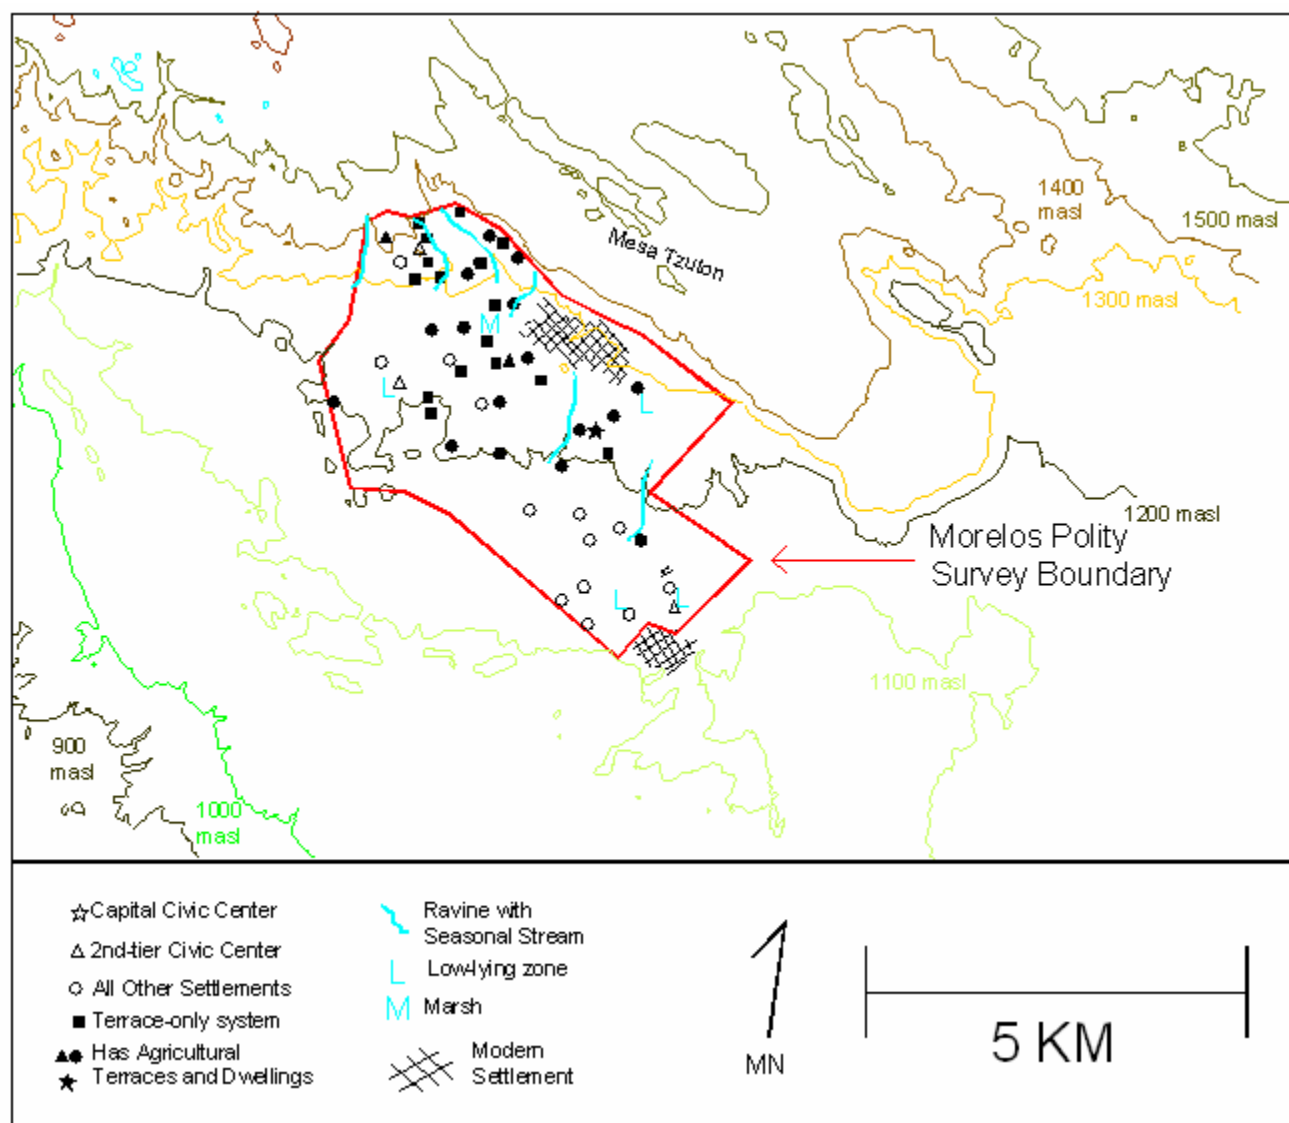 1400
masl
1500 masl
Mesa Tzuton
1300 masl
M
L
L
1200 masl
Morelos Polity
Survey Boundary
L
L
1100 masl
900
masl
1000
masl
Capital Civic Center
2nd-tier Civic Center
All Other Settlements
Terrace-only system
Has Agricultural
Terraces and Dwellings
Ravine with
Seasonal Stream
L Low-lying zone
M Marsh
Modern
Settlement
MN
5 KM